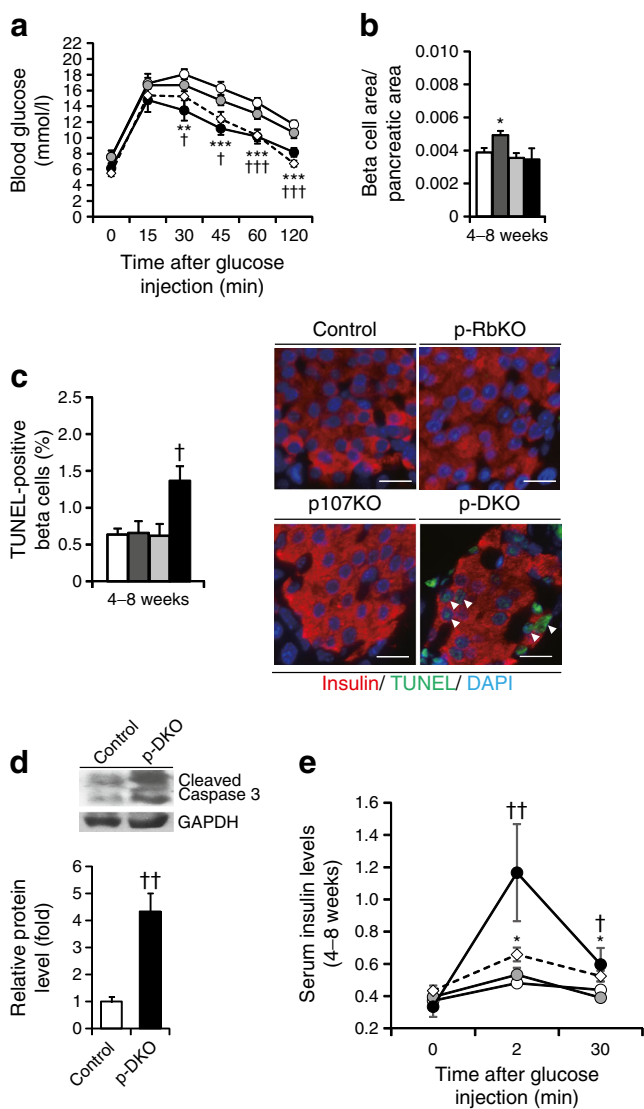 a
Blood glucose
(mmol/l)
22
20
18
16
14
12
10
8
6
4
2
0
**
†
***
†
***
†††
***
†††
0 15 30 45 60 120
Time after glucose
injection (min)
b
Beta cell area/
pancreatic area
0.010
0.008
0.006
0.004
0.002
0
*
4–8 weeks
c
TUNEL-positive
beta cells (%)
2.5
2.0
1.5
1.0
0.5
0
†
4–8 weeks
Control p-RbKO
p107KO p-DKO
Insulin/ TUNEL/ DAPI
d
Control p-DKO
Cleaved
Caspase 3
GAPDH
Relative protein
level (fold)
6
5
4
3
2
1
0
††
Control p-DKO
e
Serum insulin levels
(4–8 weeks)
1.6
1.4
1.2
1.0
0.8
0.6
0.4
0.2
††
*
†
*
0 2 30
Time after glucose
injection (min)